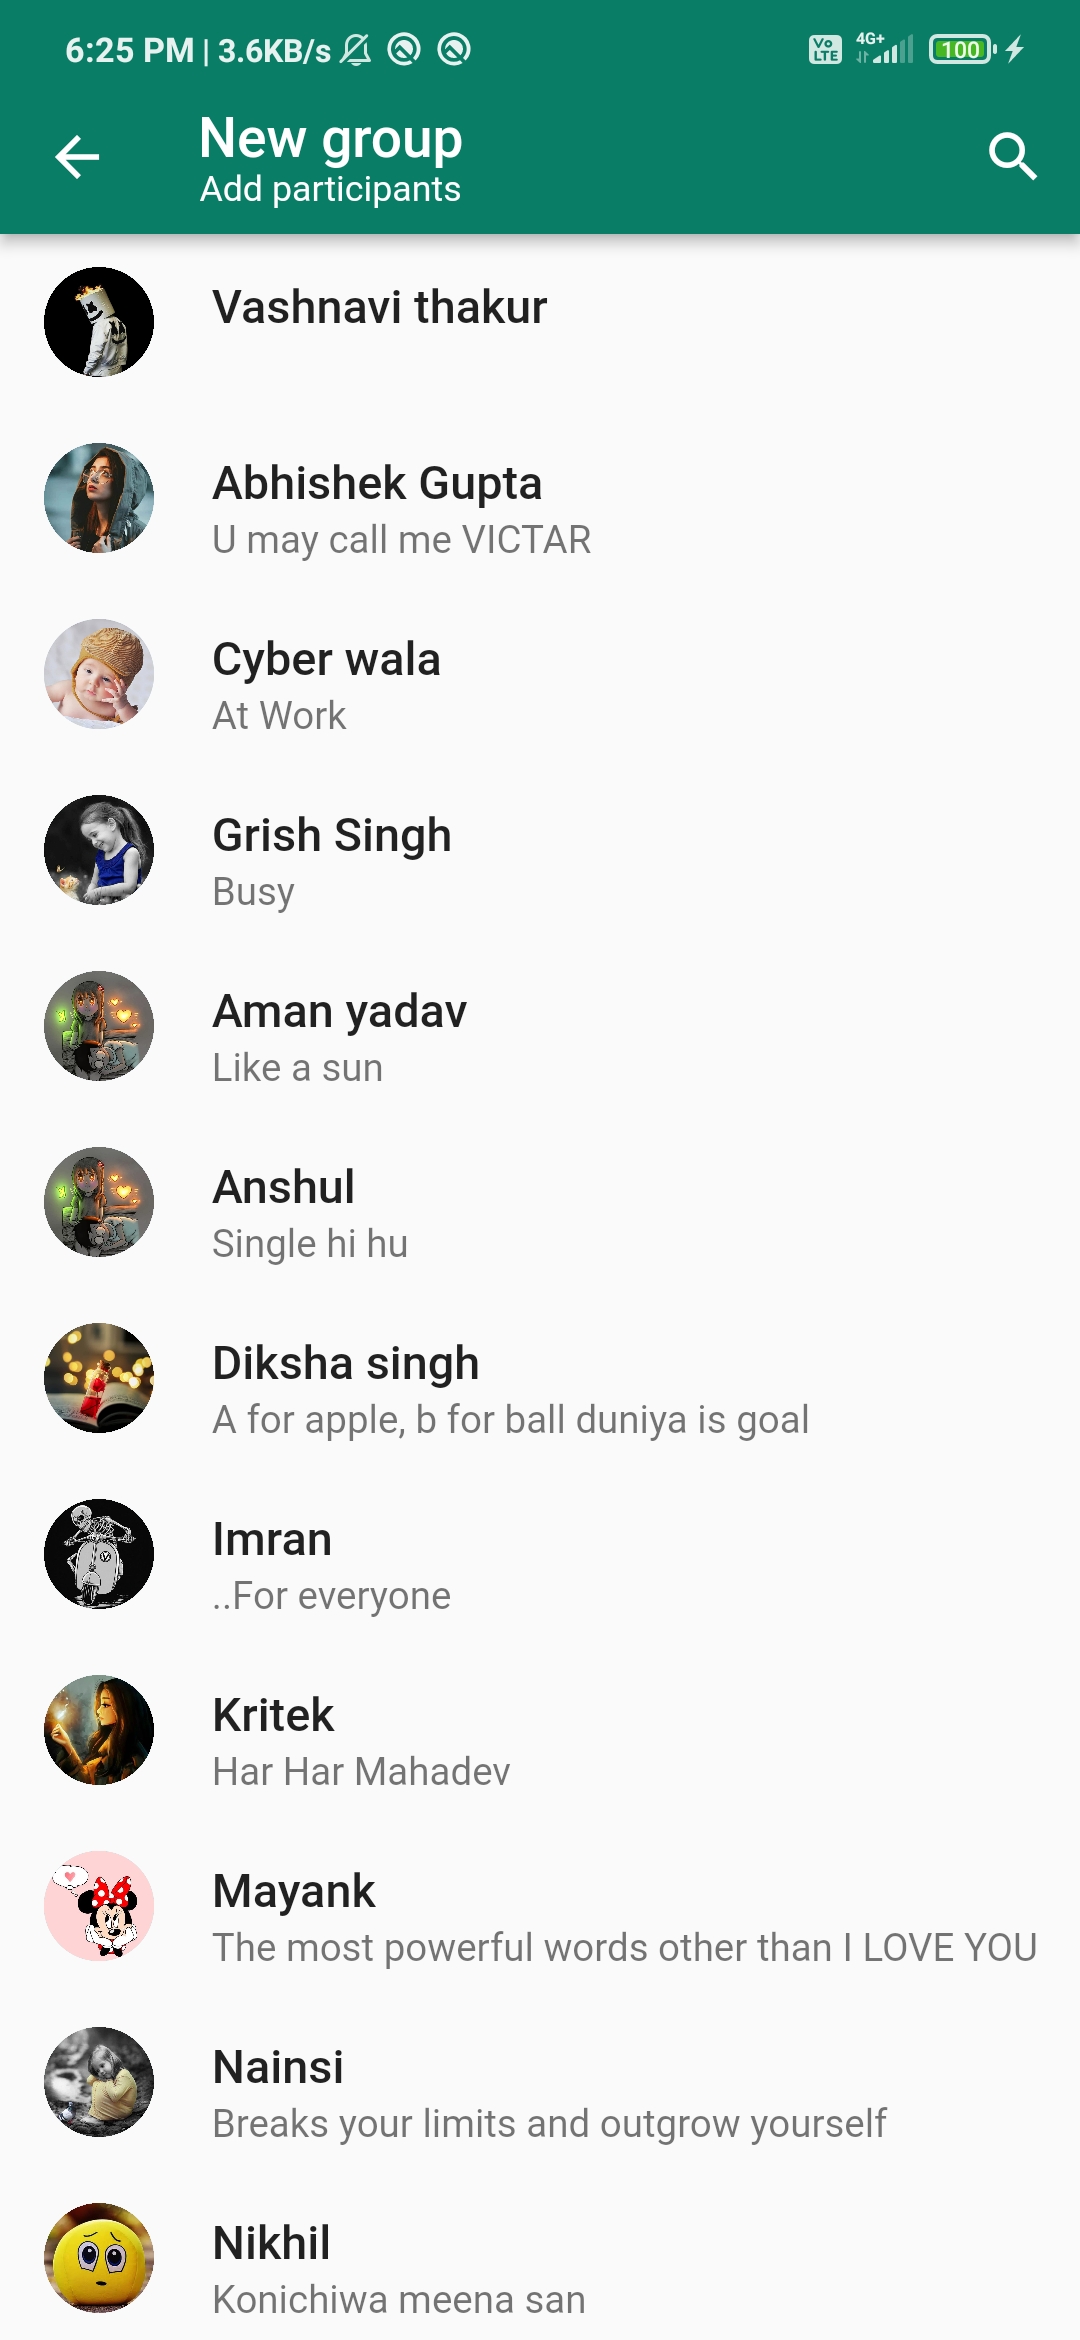 6:25 PM | 3.6KB/s Vo LTE 4G+ 100
New group
Add participants
Vashnavi thakur
Abhishek Gupta
U may call me VICTAR
Cyber wala
At Work
Grish Singh
Busy
Aman yadav
Like a sun
Anshul
Single hi hu
Diksha singh
A for apple, b for ball duniya is goal
Imran
..For everyone
Kritek
Har Har Mahadev
Mayank
The most powerful words other than I LOVE YOU
Nainsi
Breaks your limits and outgrow yourself
Nikhil
Konichiwa meena san